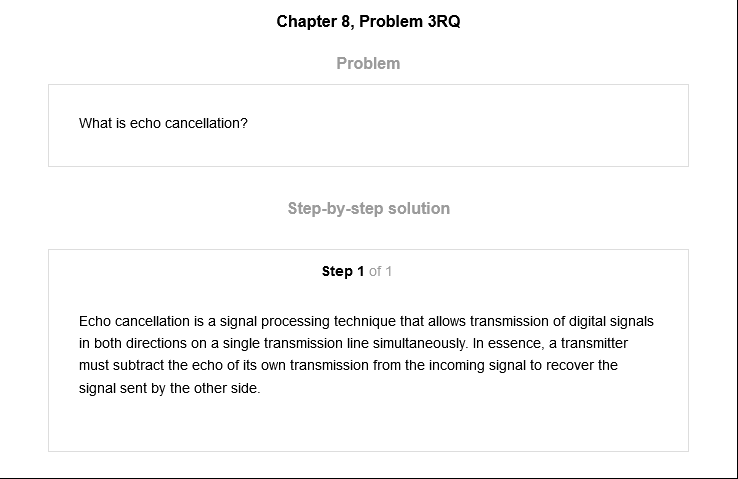 Chapter 8, Problem 3RQ
Problem
What is echo cancellation?
Step-by-step solution
Step 1 of 1
Echo cancellation is a signal processing technique that allows transmission of digital signals
in both directions on a single transmission line simultaneously. In essence, a transmitter
must subtract the echo of its own transmission from the incoming signal to recover the
signal sent by the other side.